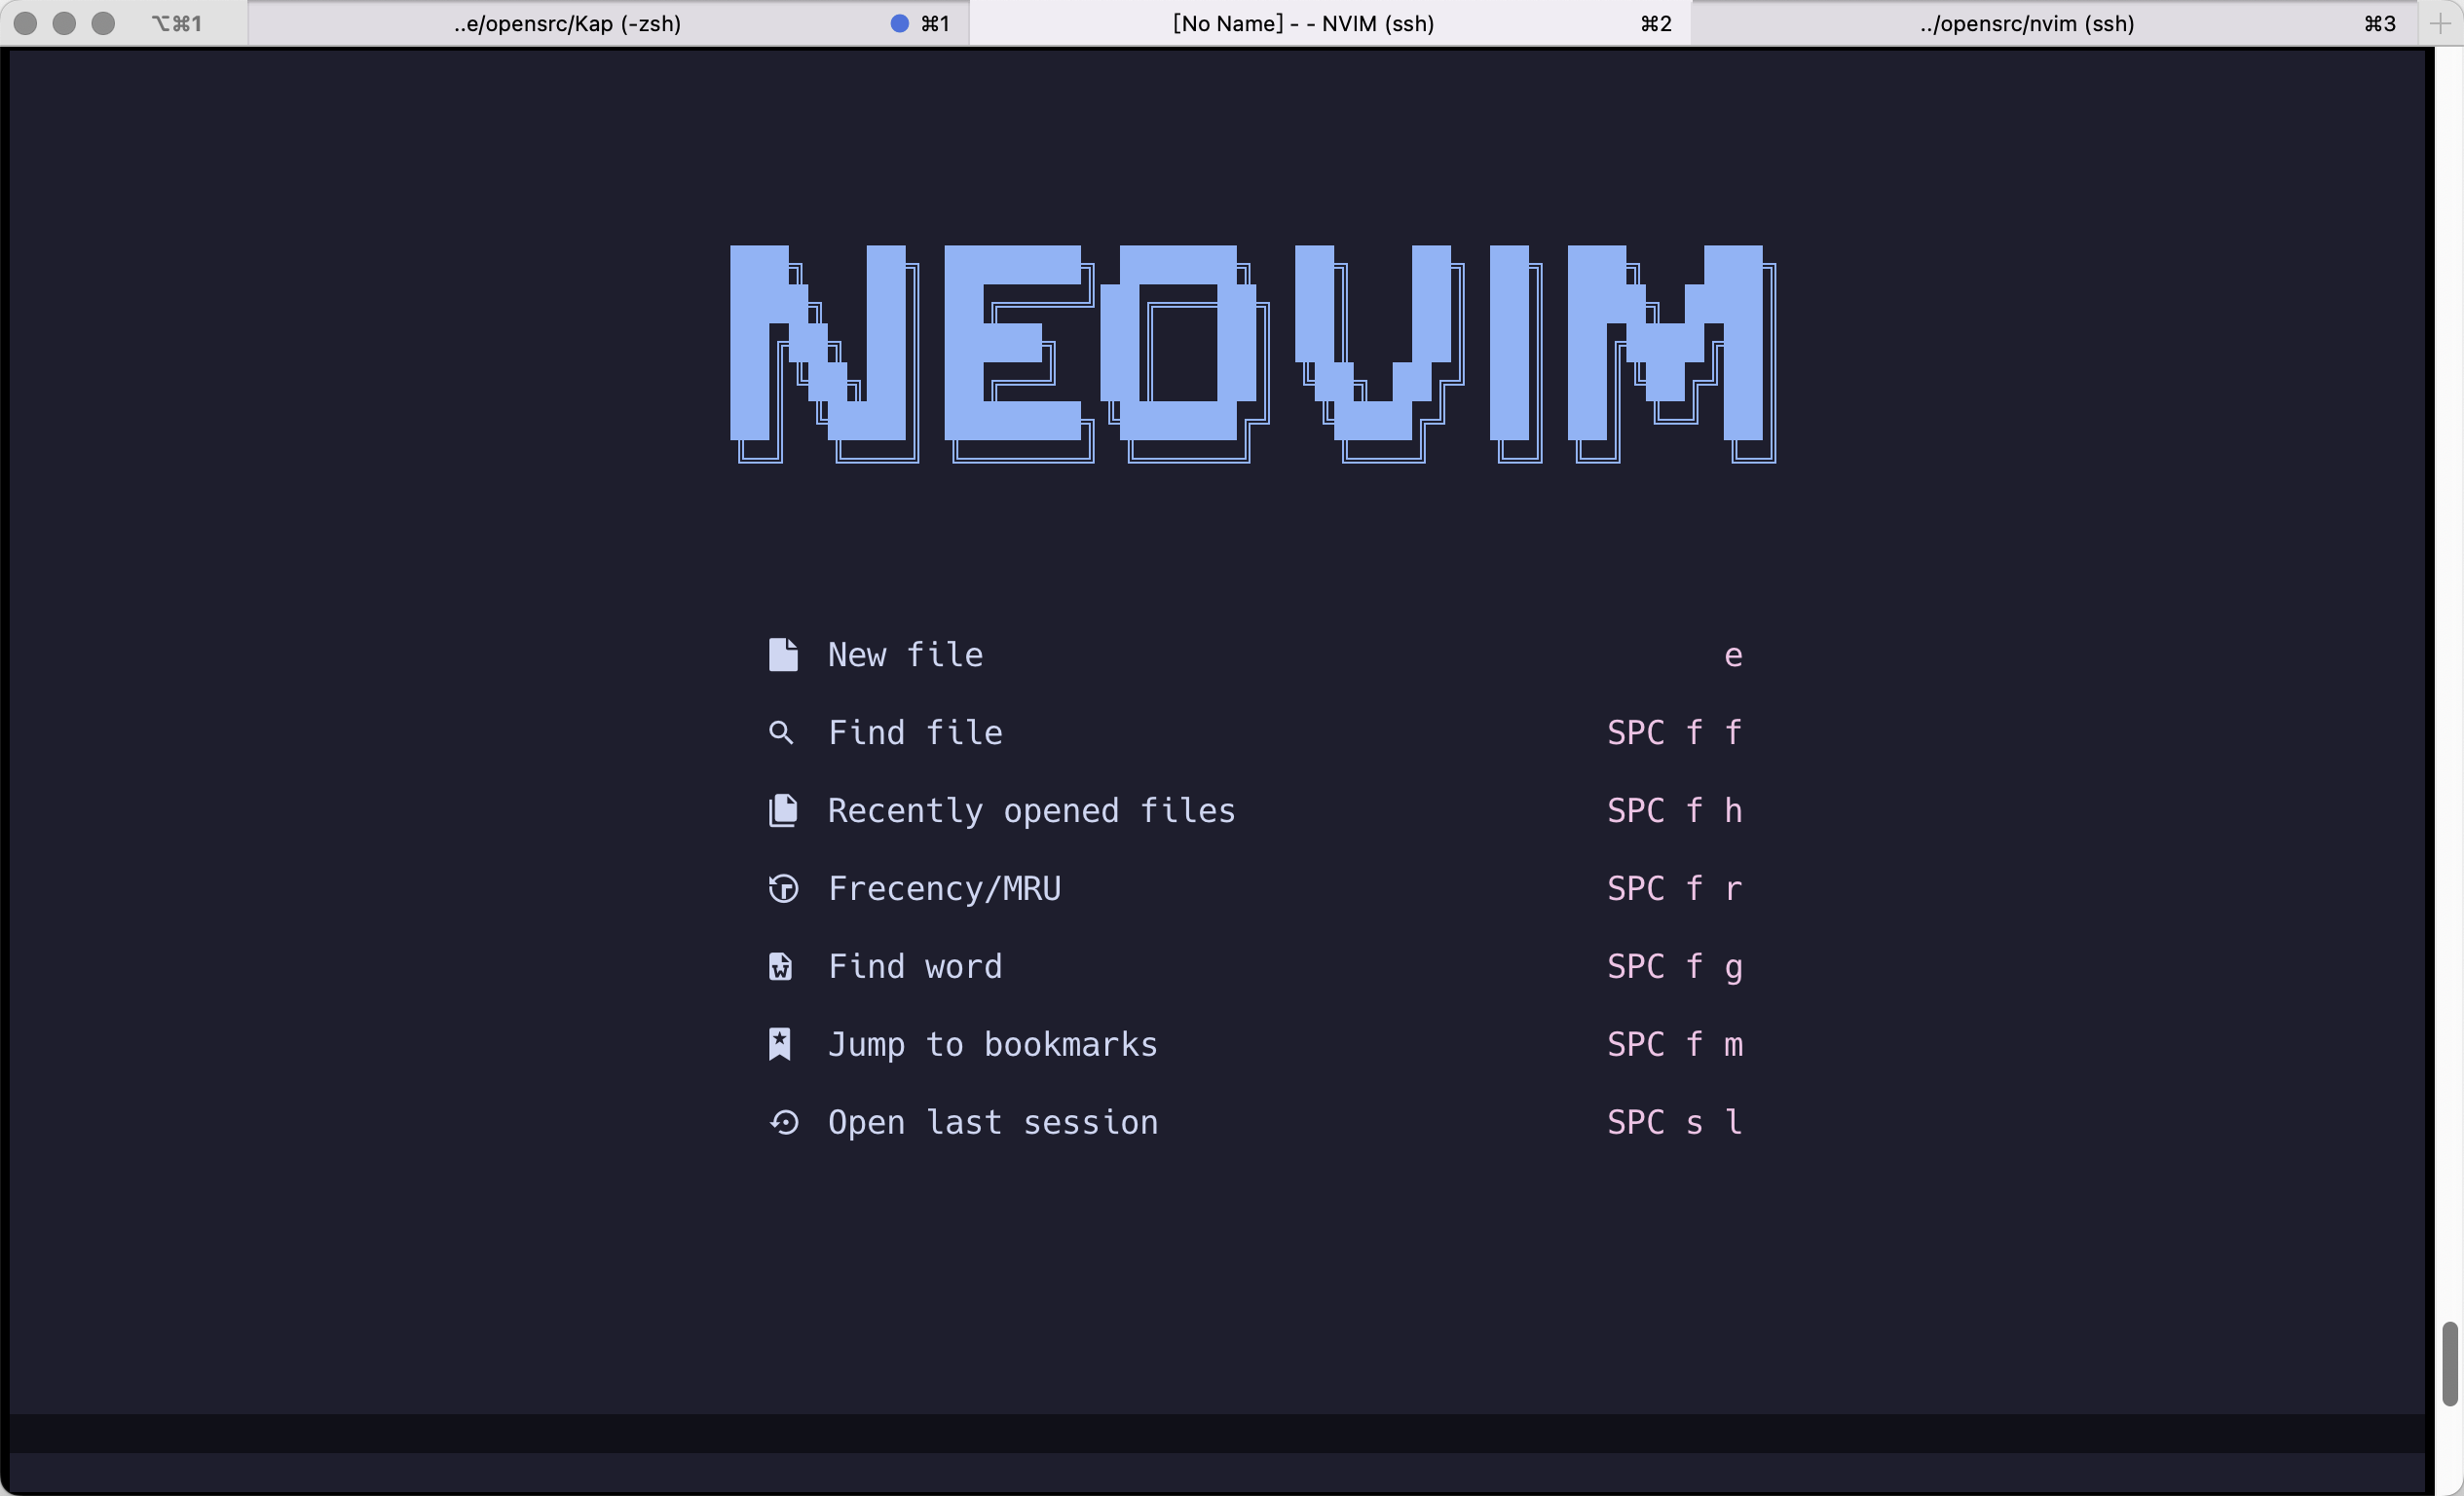 ⌥⌘1 ..e/opensrc/Kap (-zsh) ⌘1 [No Name] - - NVIM (ssh) ⌘2 ../opensrc/nvim (ssh) ⌘3
NEOVIM
New file e
Find file SPC f f
Recently opened files SPC f h
Frecency/MRU SPC f r
Find word SPC f g
Jump to bookmarks SPC f m
Open last session SPC s l